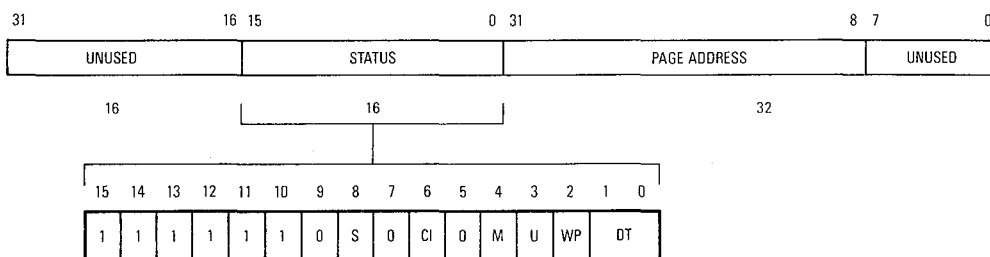 31 16 15 0 31 8 7 0
UNUSED STATUS PAGE ADDRESS UNUSED
16 16 32
15 14 13 12 11 10 9 8 7 6 5 4 3 2 1 0
1 1 1 1 1 1 0 S 0 CI 0 M U WP DT